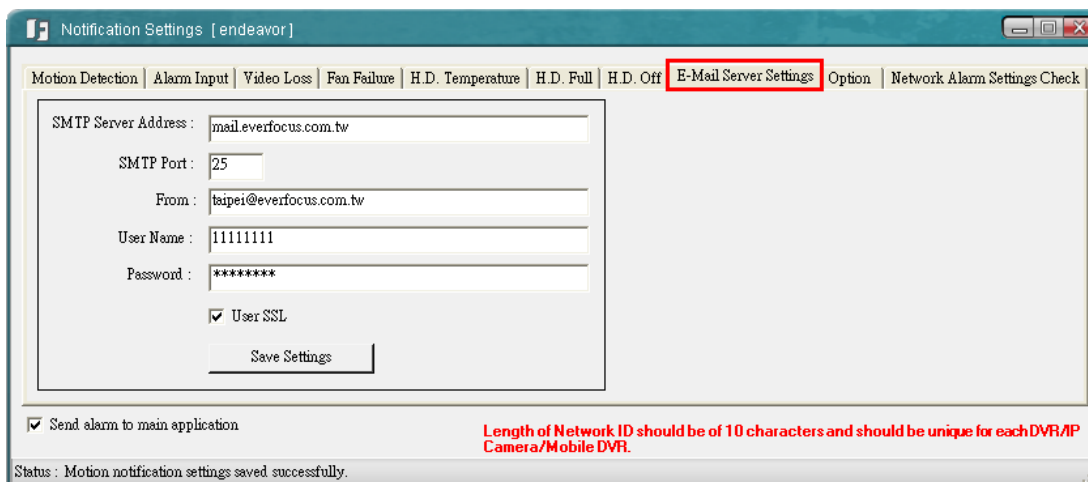 Notification Settings [endeavor]
Motion Detection Alarm Input Video Loss Fan Failure H.D. Temperature H.D. Full H.D. Off E-Mail Server Settings Option Network Alarm Settings Check
SMTP Server Address : mail.everfocus.com.tw
SMTP Port : 25
From : taipei@everfocus.com.tw
User Name : 11111111
Password : ********
User SSL
Save Settings
Send alarm to main application
Length of Network ID should be of 10 characters and should be unique for each DVR/IP
Camera/Mobile DVR.
Status : Motion notification settings saved successfully.